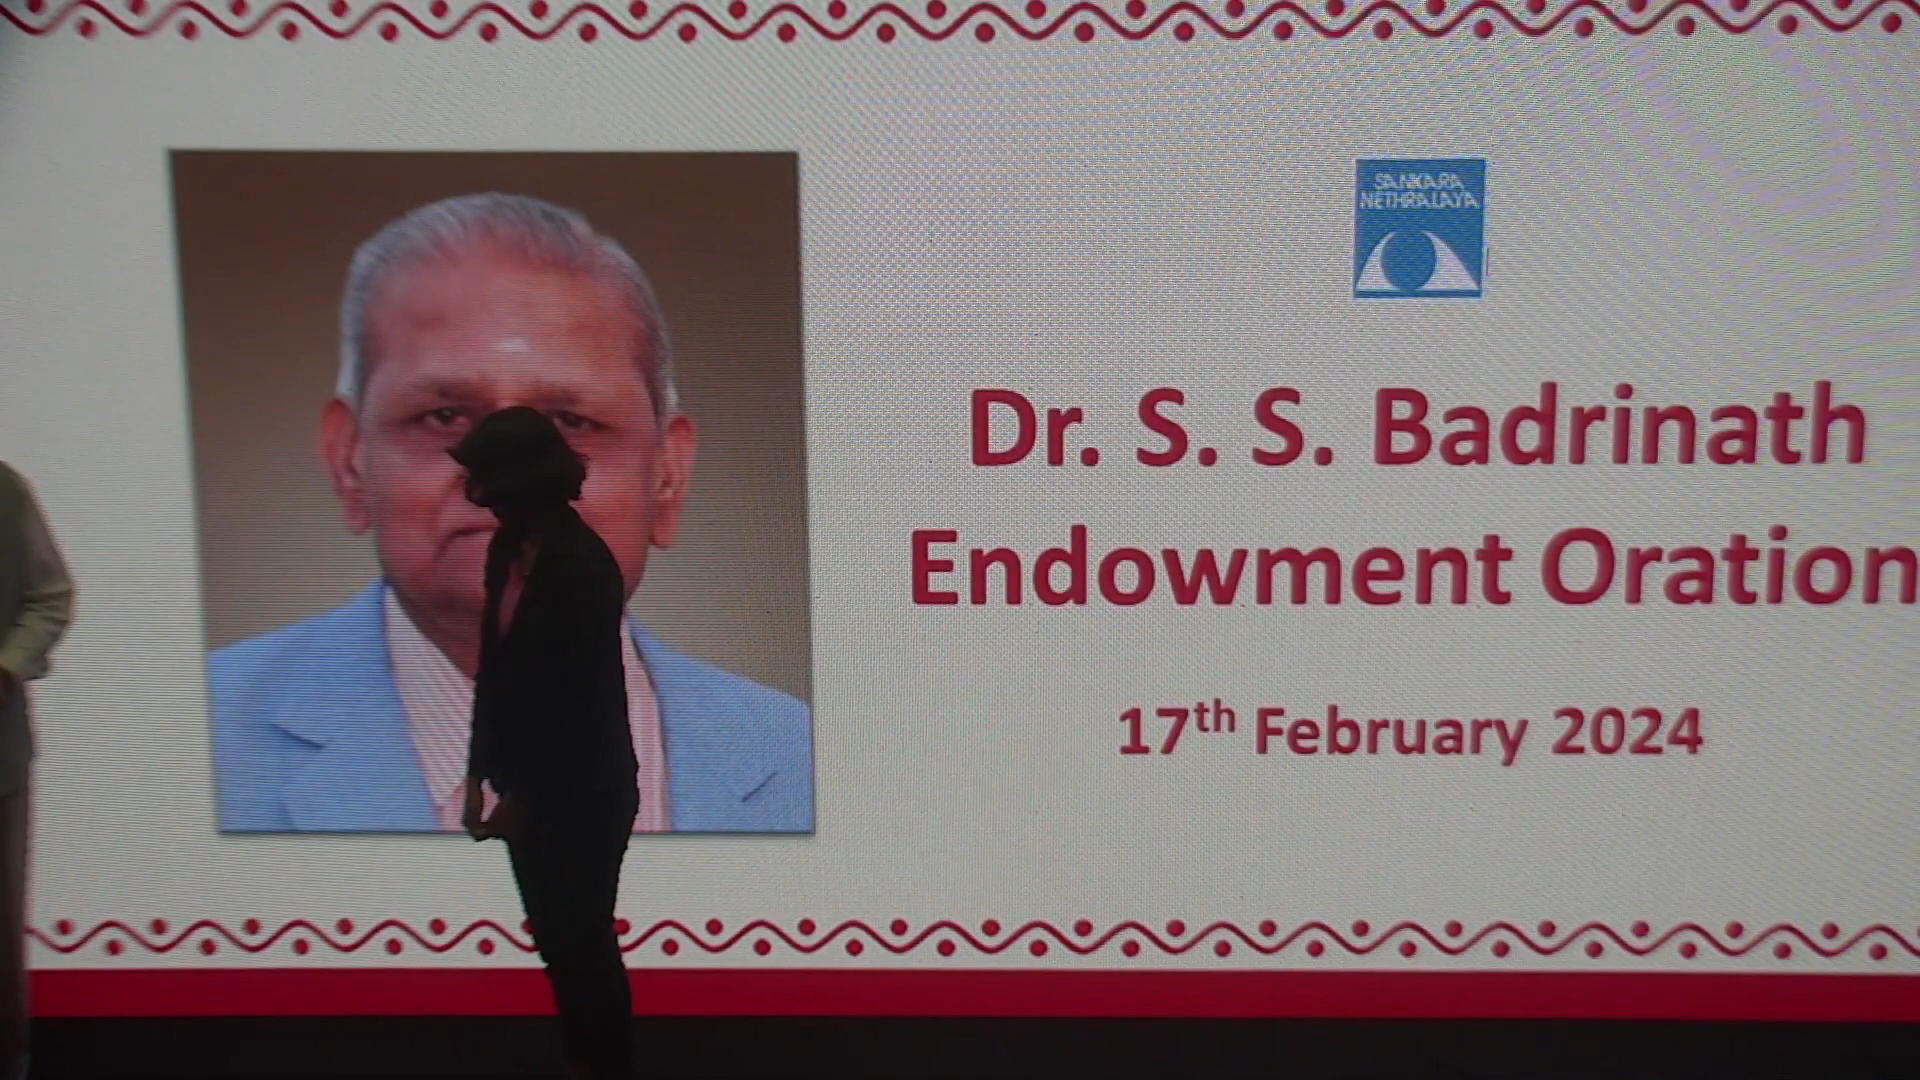 SANKARA
NETHRALAYA
Dr. S. S. Badrinath
Endowment Oration
17th February 2024